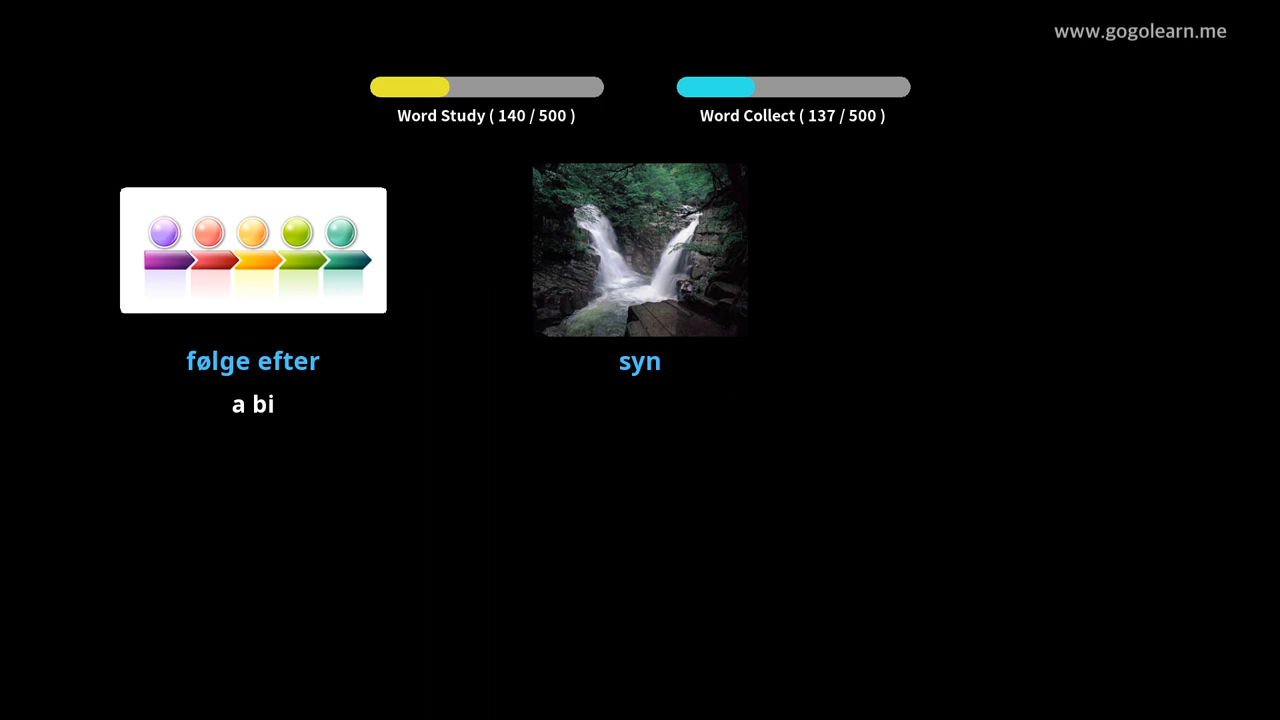 www.gogolearn.me
Word Study ( 140 / 500 )
Word Collect ( 137 / 500 )
følge efter
a bi
syn